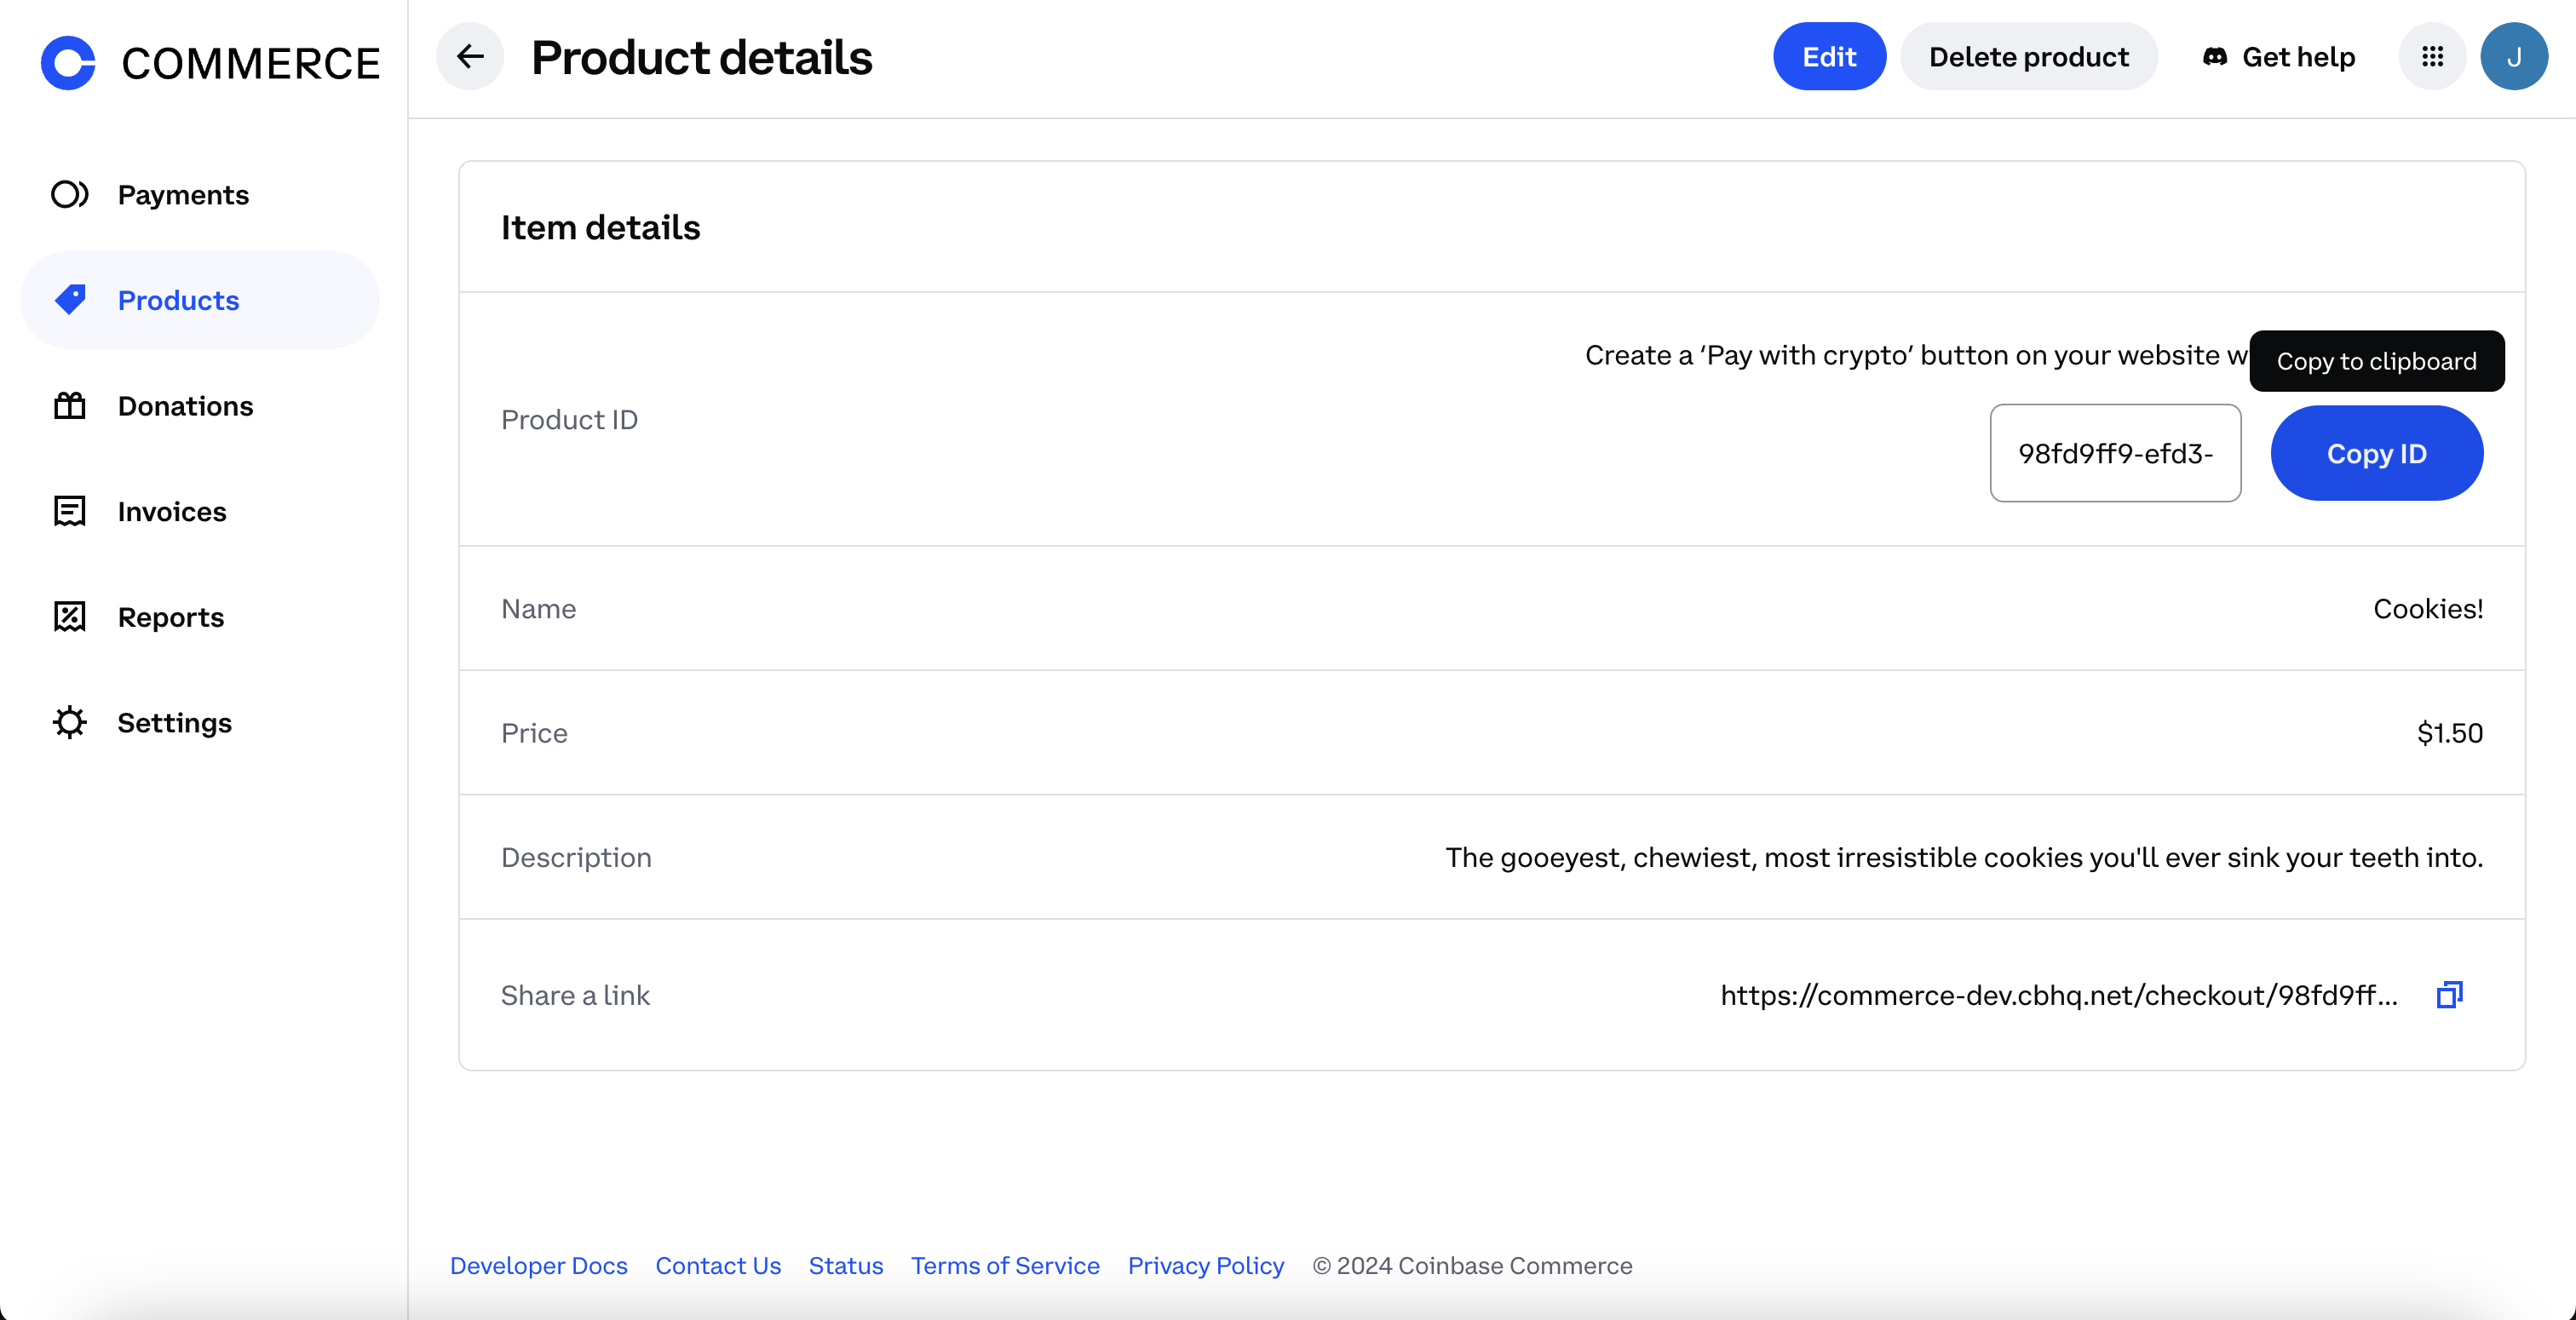 COMMERCE
Payments
Products
Donations
Invoices
Reports
Settings
Product details
Edit
Delete product
Get help
J
Item details
Product ID
Create a ‘Pay with crypto’ button on your website w
Copy to clipboard
98fd9ff9-efd3-
Copy ID
Name
Cookies!
Price
$1.50
Description
The gooeyest, chewiest, most irresistible cookies you'll ever sink your teeth into.
Share a link
https://commerce-dev.cbhq.net/checkout/98fd9ff...
Developer Docs Contact Us Status Terms of Service Privacy Policy © 2024 Coinbase Commerce